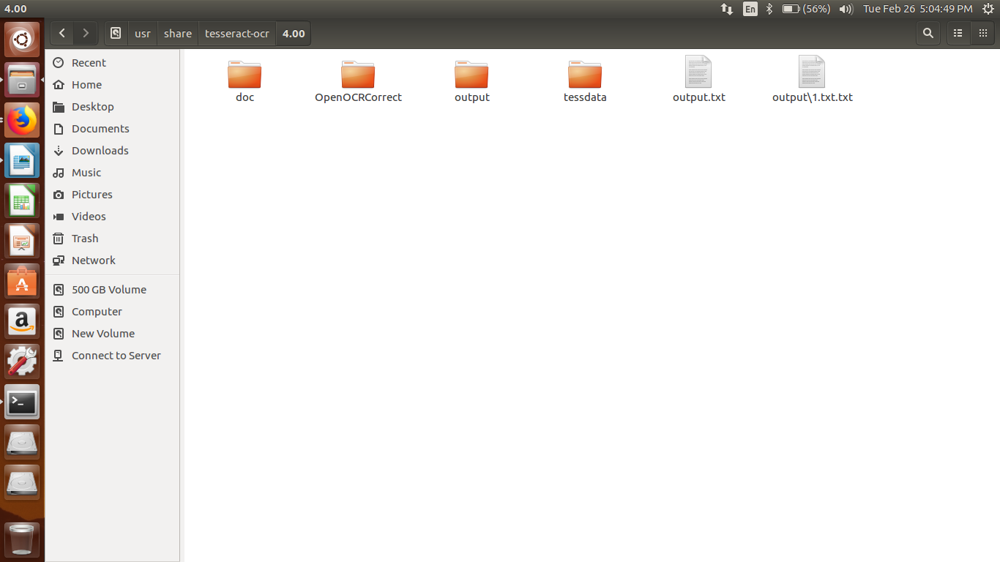 4.00
En
(56%)
Tue Feb 26 5:04:49 PM
usr
share
tesseract-ocr
4.00
Recent
Home
Desktop
Documents
Downloads
Music
Pictures
Videos
Trash
Network
500 GB Volume
Computer
New Volume
Connect to Server
doc
OpenOCRCorrect
output
tessdata
output.txt
output\1.txt.txt